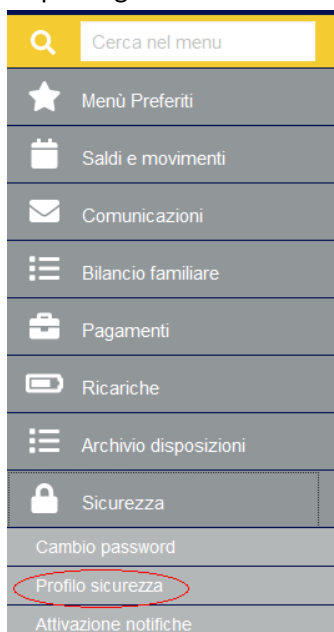 Cerca nel menu
Menù Preferiti
Saldi e movimenti
Comunicazioni
Bilancio familiare
Pagamenti
Ricariche
Archivio disposizioni
Sicurezza
Cambio password
Profilo sicurezza
Attivazione notifiche